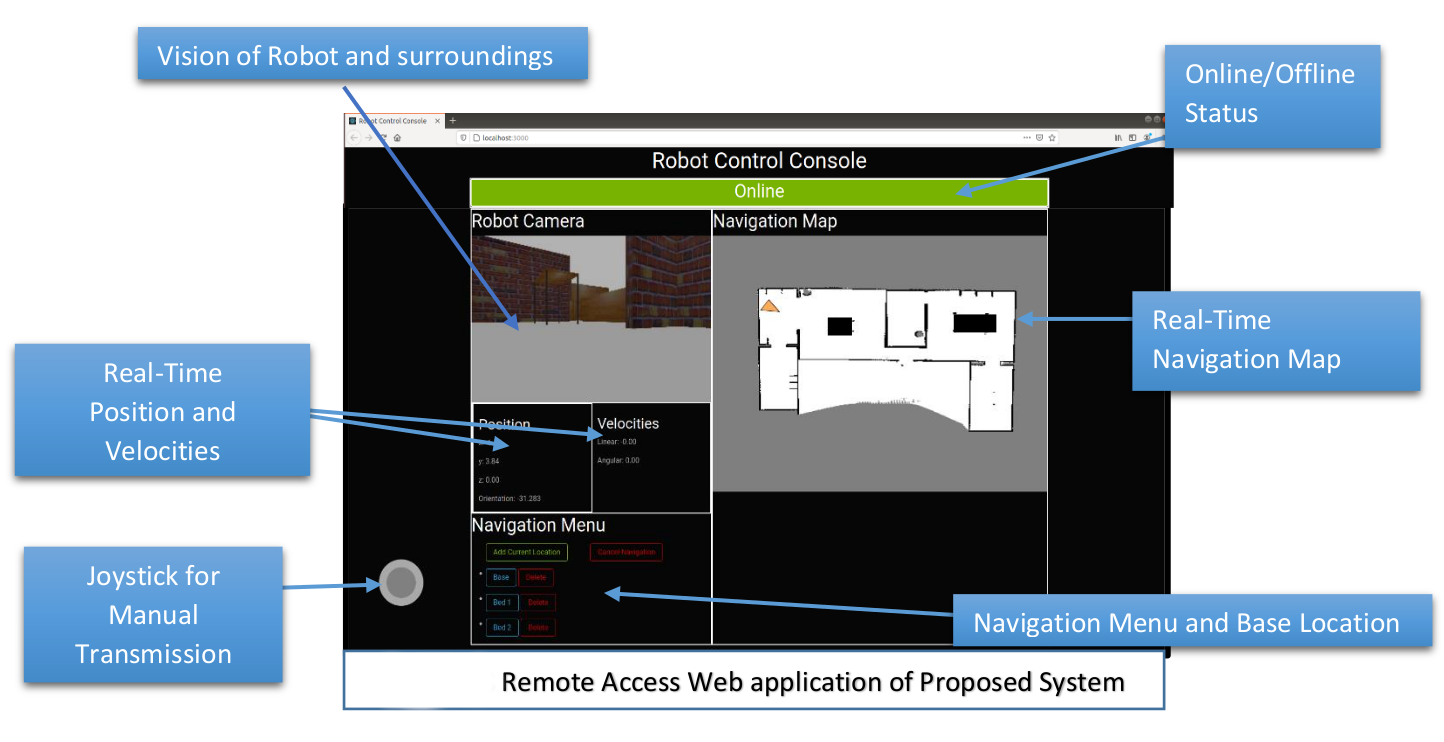 Vision of Robot and surroundings
Online/Offline
Status
Robot Control Console
localhost:3000
Robot Control Console
Online
Robot Camera
Navigation Map
Real-Time
Navigation Map
Real-Time
Position and
Velocities
Position
y: 3.84
z: 0.00
Orientation: -31.283
Velocities
Linear: -0.00
Angular: 0.00
Navigation Menu
Add Current Location
Cancel Navigation
Base Delete
Bed 1 Delete
Bed 2 Delete
Joystick for
Manual
Transmission
Navigation Menu and Base Location
Remote Access Web application of Proposed System